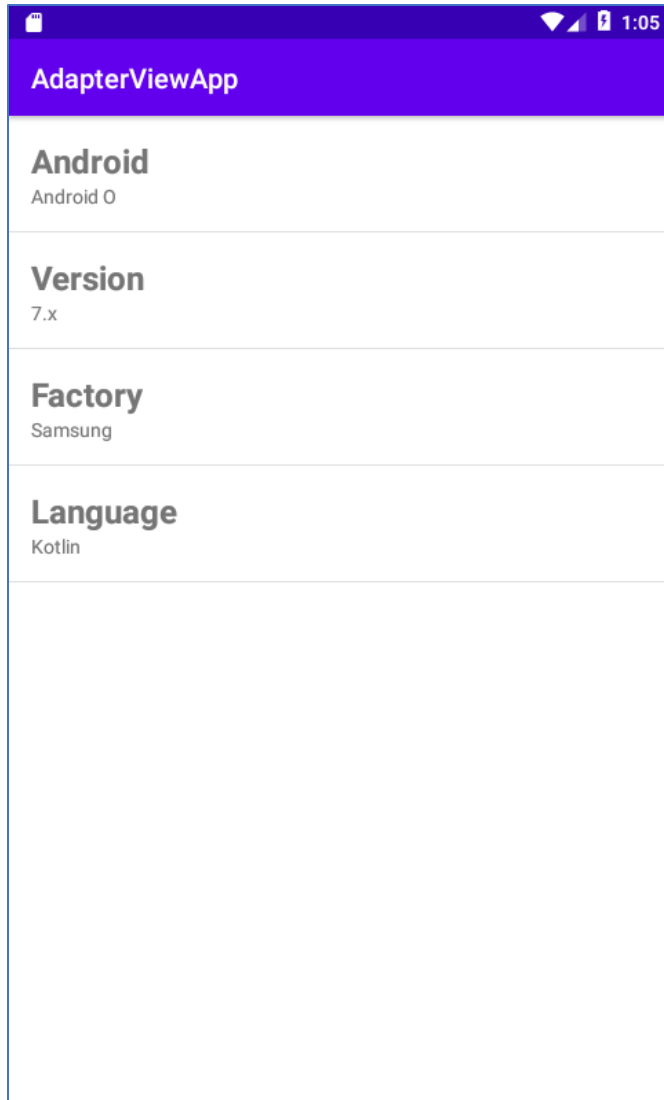 1:05
AdapterViewApp
Android
Android O
Version
7.x
Factory
Samsung
Language
Kotlin